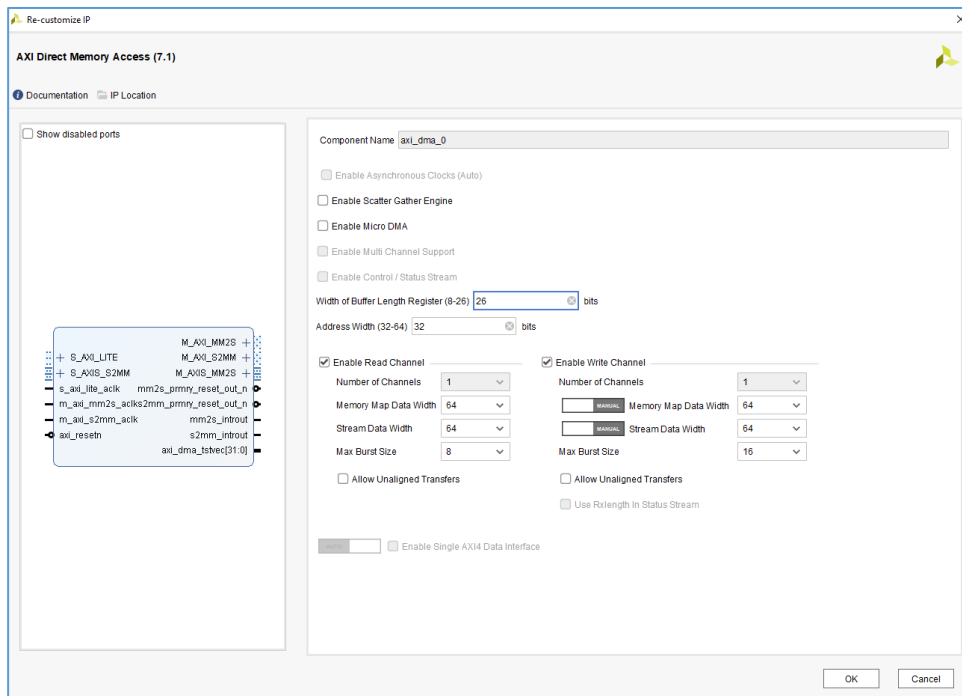 Re-customize IP
AXI Direct Memory Access (7.1)
Documentation IP Location
Show disabled ports
M_AXI_MM2S
S_AXI_LITE M_AXI_S2MM
S_AXIS_S2MM M_AXIS_MM2S
s_axi_lite_aclk mm2s_prmry_reset_out_n
m_axi_mm2s_aclk s2mm_prmry_reset_out_n
m_axi_s2mm_aclk mm2s_introut
axi_resetn s2mm_introut
axi_dma_tstvec[31:0]
Component Name axi_dma_0
Enable Asynchronous Clocks (Auto)
Enable Scatter Gather Engine
Enable Micro DMA
Enable Multi Channel Support
Enable Control / Status Stream
Width of Buffer Length Register (8-26) 26 bits
Address Width (32-64) 32 bits
Enable Read Channel
Number of Channels 1
Memory Map Data Width 64
Stream Data Width 64
Max Burst Size 8
Allow Unaligned Transfers
Enable Write Channel
Number of Channels 1
MANUAL Memory Map Data Width 64
MANUAL Stream Data Width 64
Max Burst Size 16
Allow Unaligned Transfers
Use Rxlength In Status Stream
AUTO Enable Single AXI4 Data Interface
OK Cancel